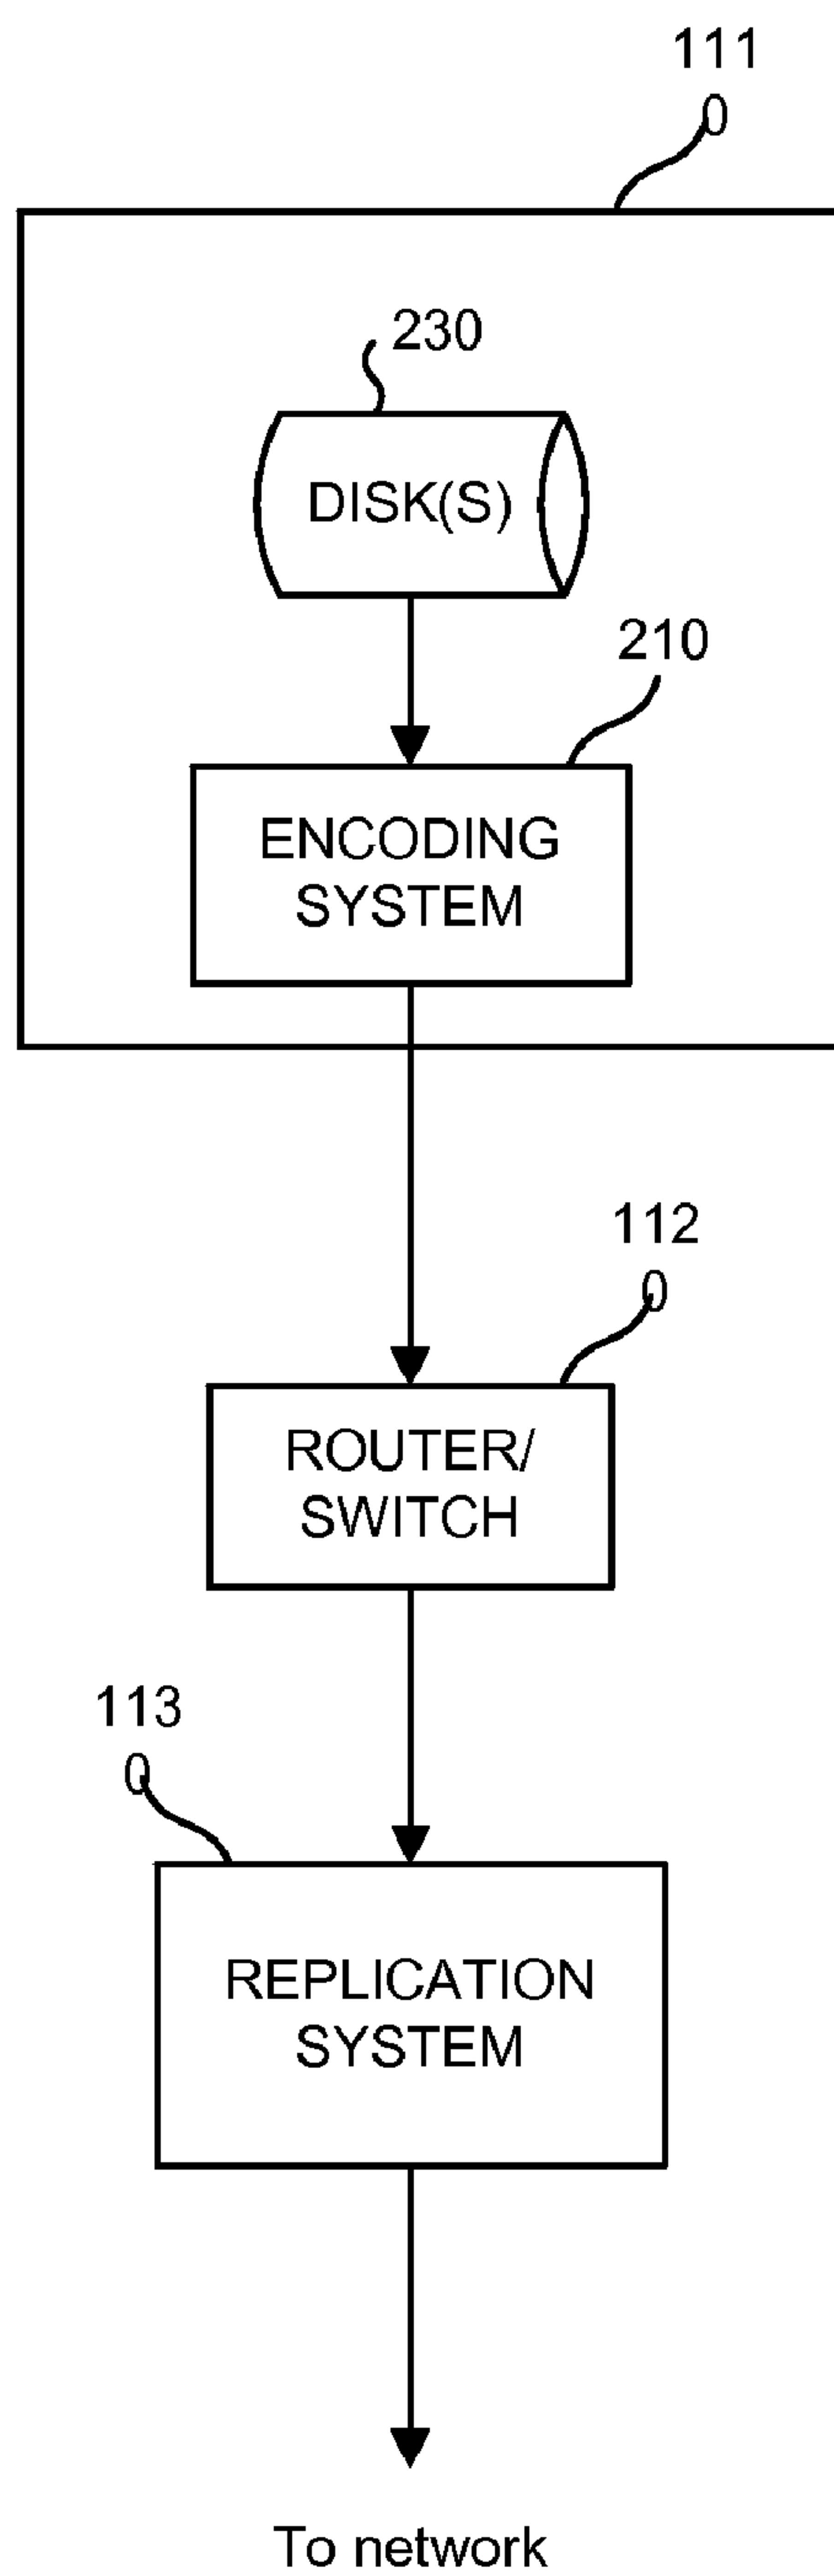 111
0
230
DISK(S)
210
ENCODING
SYSTEM
112
0
ROUTER/
SWITCH
113
0
REPLICATION
SYSTEM
To network